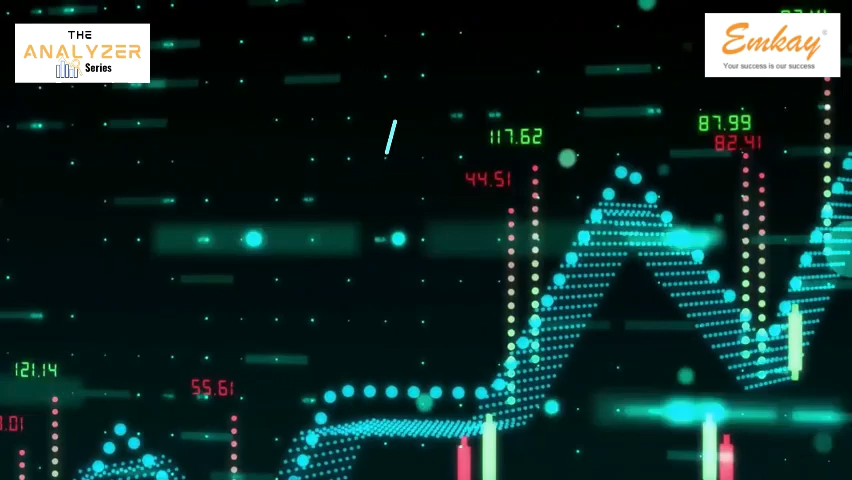 THE
ANALYZER
Series
Emkay®
Your success is our success
117.62
87.99
82.41
44.51
121.14
55.61